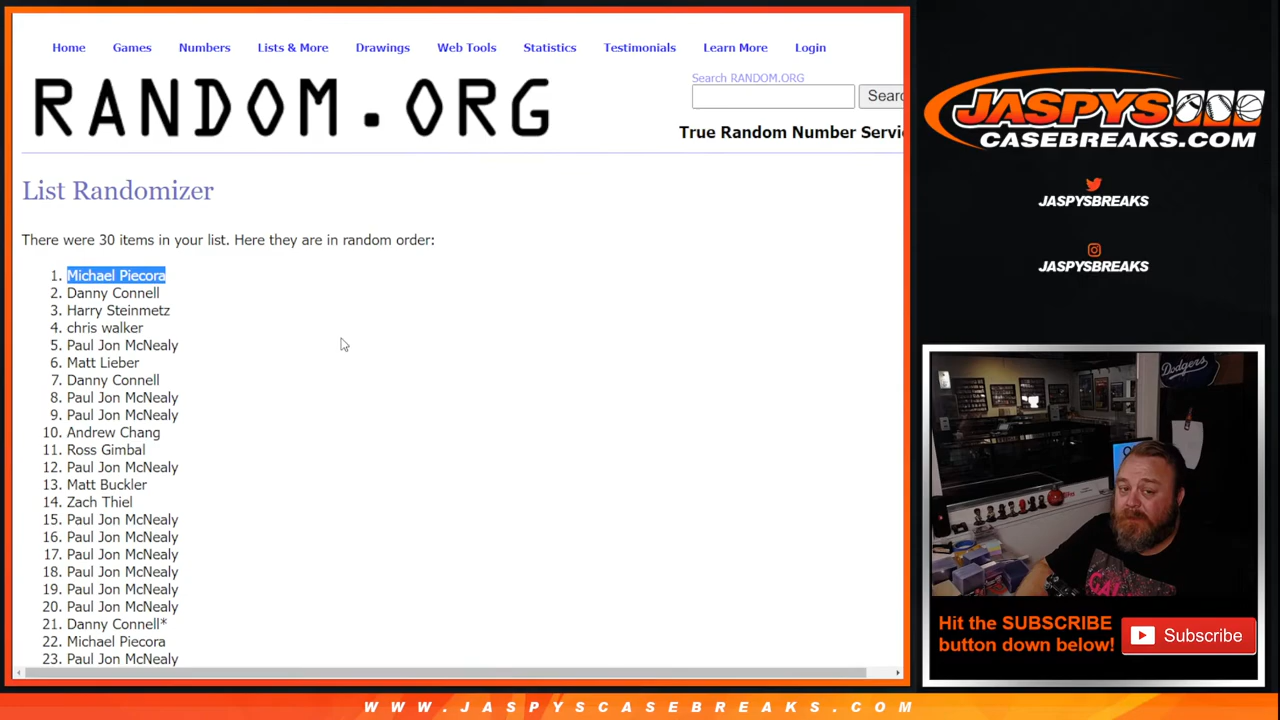 Home Games Numbers Lists & More Drawings Web Tools Statistics Testimonials Learn More Login
RANDOM.ORG
Search RANDOM.ORG
Searc
True Random Number Servi
List Randomizer
There were 30 items in your list. Here they are in random order:
1. Michael Piecora
2. Danny Connell
3. Harry Steinmetz
4. chris walker
5. Paul Jon McNealy
6. Matt Lieber
7. Danny Connell
8. Paul Jon McNealy
9. Paul Jon McNealy
10. Andrew Chang
11. Ross Gimbal
12. Paul Jon McNealy
13. Matt Buckler
14. Zach Thiel
15. Paul Jon McNealy
16. Paul Jon McNealy
17. Paul Jon McNealy
18. Paul Jon McNealy
19. Paul Jon McNealy
20. Paul Jon McNealy
21. Danny Connell*
22. Michael Piecora
23. Paul Jon McNealy
JASPYS
CASEBREAKS.COM
JASPYSBREAKS
JASPYSBREAKS
Dodgers
Hit the SUBSCRIBE
button down below!
Subscribe
WWW.JASPYSCASEBREAKS.COM